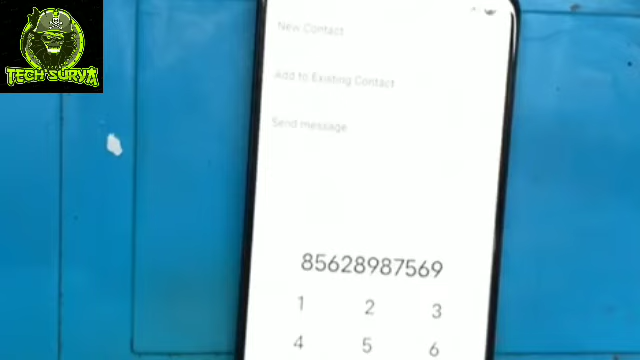 TECH SURYA
New Contact
Add to Existing Contact
Send message
85628987569
1 2 3
4 5 6